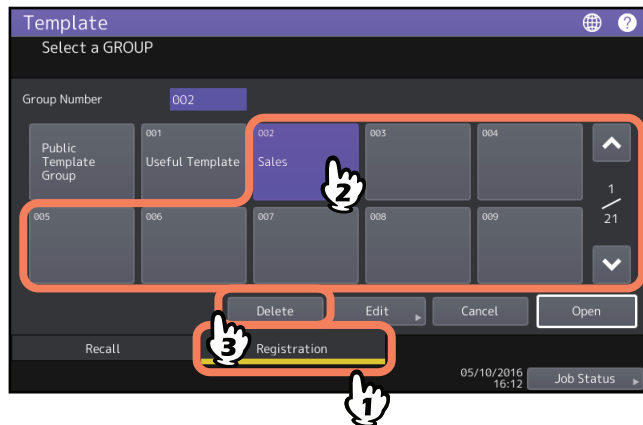 Template
?
Select a GROUP
Group Number 002
Public
Template
Group
001
Useful Template
002
Sales
003
004
2
1
21
005
006
007
008
009
Delete
Edit
Cancel
Open
Recall
3
Registration
1
05/10/2016
16:12
Job Status